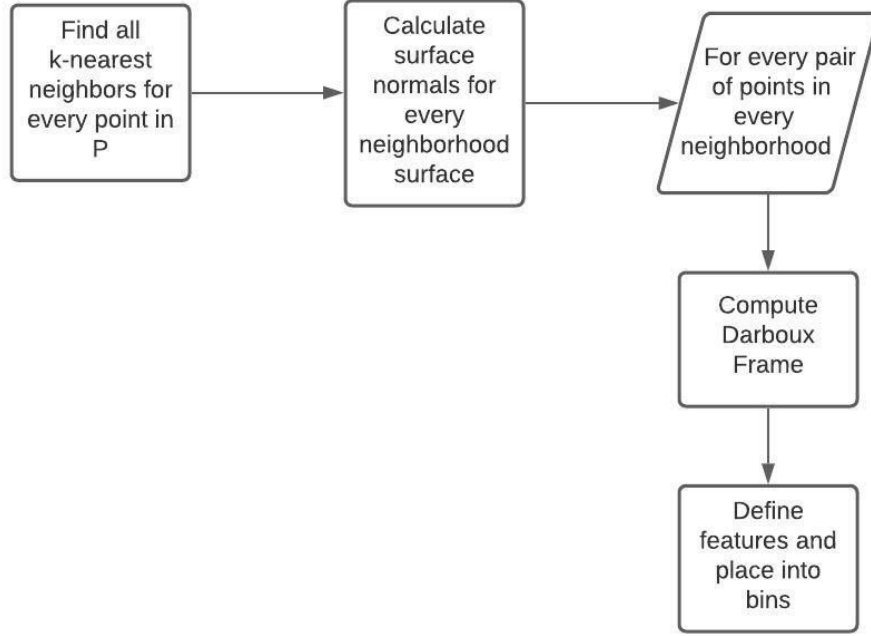 Find all
k-nearest
neighbors for
every point in
P
Calculate
surface
normals for
every
neighborhood
surface
For every pair
of points in
every
neighborhood
Compute
Darboux
Frame
Define
features and
place into
bins